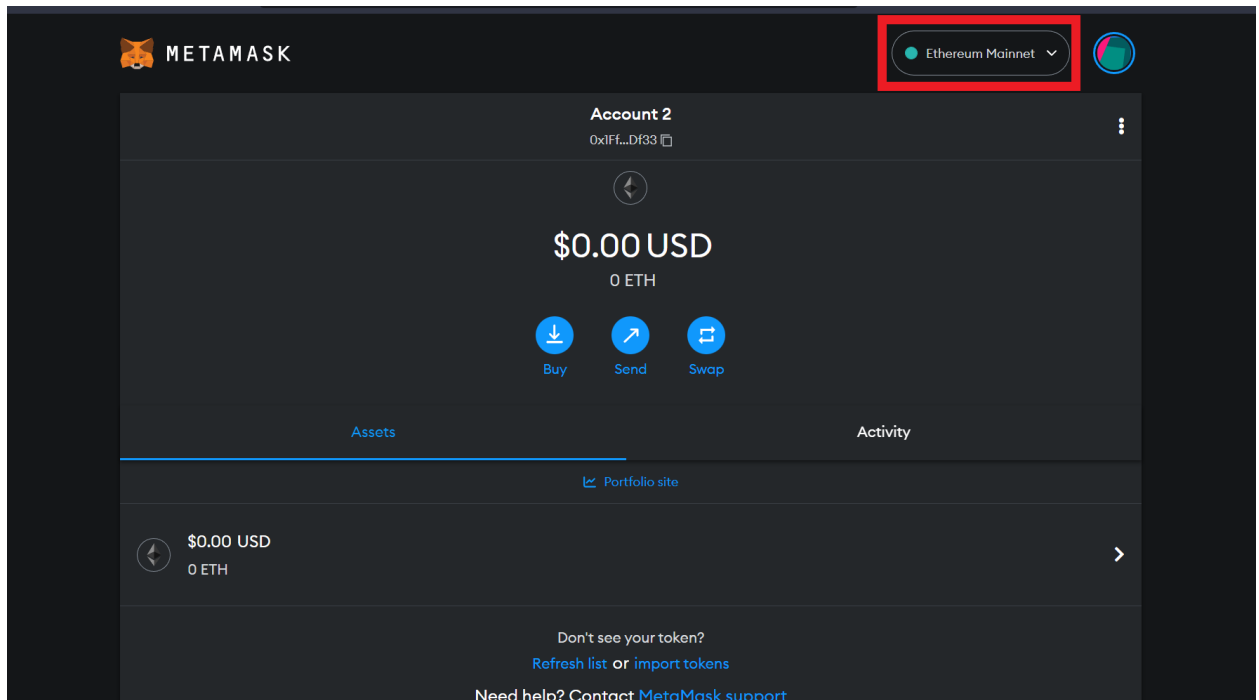 METAMASK
Ethereum Mainnet
Account 2
0x1Ff...Df33
$0.00 USD
0 ETH
Buy
Send
Swap
Assets
Activity
Portfolio site
$0.00 USD
0 ETH
Don't see your token?
Refresh list or import tokens
Need help? Contact MetaMask support